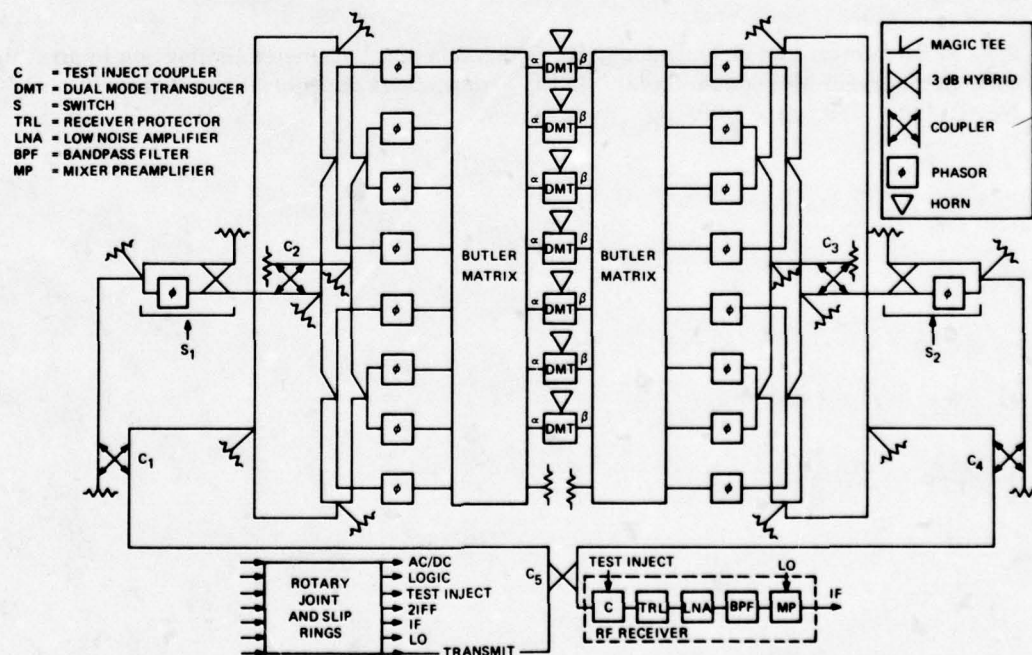 C = TEST INJECT COUPLER
DMT = DUAL MODE TRANSDUCER
S = SWITCH
TRL = RECEIVER PROTECTOR
LNA = LOW NOISE AMPLIFIER
BPF = BANDPASS FILTER
MP = MIXER PREAMPLIFIER
MAGIC TEE
3 dB HYBRID
COUPLER
φ PHASOR
HORN
φ α DMT β φ
φ α DMT β φ
φ α DMT β φ
φ α DMT β φ
BUTLER MATRIX
BUTLER MATRIX
φ α DMT β φ
φ α DMT β φ
φ α DMT β φ
φ φ
C2
C3
φ
φ
S1
S2
C1
C4
C5
ROTARY
JOINT
AND SLIP
RINGS
AC/DC
LOGIC
TEST INJECT
2IFF
IF
LO
TRANSMIT
TEST INJECT
LO
C TRL LNA BPF MP
IF
RF RECEIVER